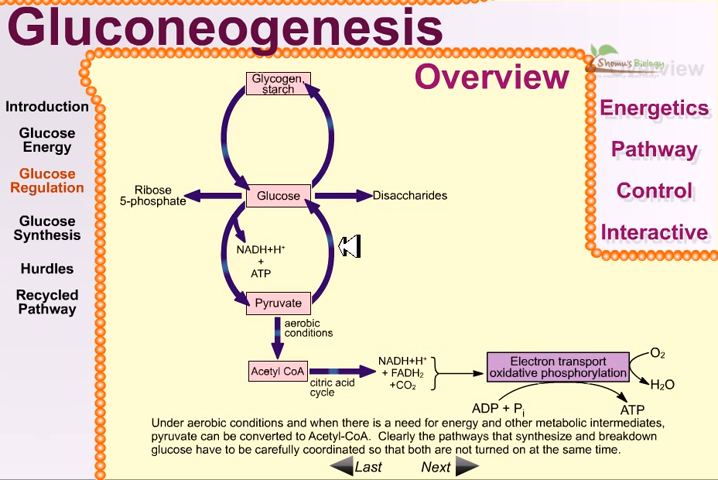 Gluconeogenesis
Overview
Shomu's Biology
Overview
Introduction
Glucose
Energy
Glucose
Regulation
Glucose
Synthesis
Hurdles
Recycled
Pathway
Energetics
Pathway
Control
Interactive
Glycogen,
starch
Ribose
5-phosphate
Glucose
Disaccharides
NADH+H⁺
+
ATP
Pyruvate
aerobic
conditions
Acetyl CoA
citric acid
cycle
NADH+H⁺
+ FADH₂
+CO₂
Electron transport
oxidative phosphorylation
O₂
H₂O
ADP + Pᵢ
ATP
Under aerobic conditions and when there is a need for energy and other metabolic intermediates,
pyruvate can be converted to Acetyl-CoA. Clearly the pathways that synthesize and breakdown
glucose have to be carefully coordinated so that both are not turned on at the same time.
Last Next